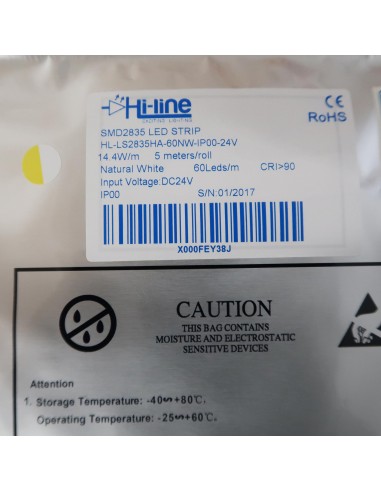 Hi-line
EXCITING LIGHTING
CE
RoHS
SMD2835 LED STRIP
HL-LS2835HA-60NW-IP00-24V
14.4W/m 5 meters/roll
Natural White 60Leds/m CRI>90
Input Voltage:DC24V
IP00 S/N:01/2017
X000FEY38J
CAUTION
THIS BAG CONTAINS
MOISTURE AND ELECTROSTATIC
SENSITIVE DEVICES
Attention
1. Storage Temperature: -40∽+80℃.
Operating Temperature: -25∽+60℃.